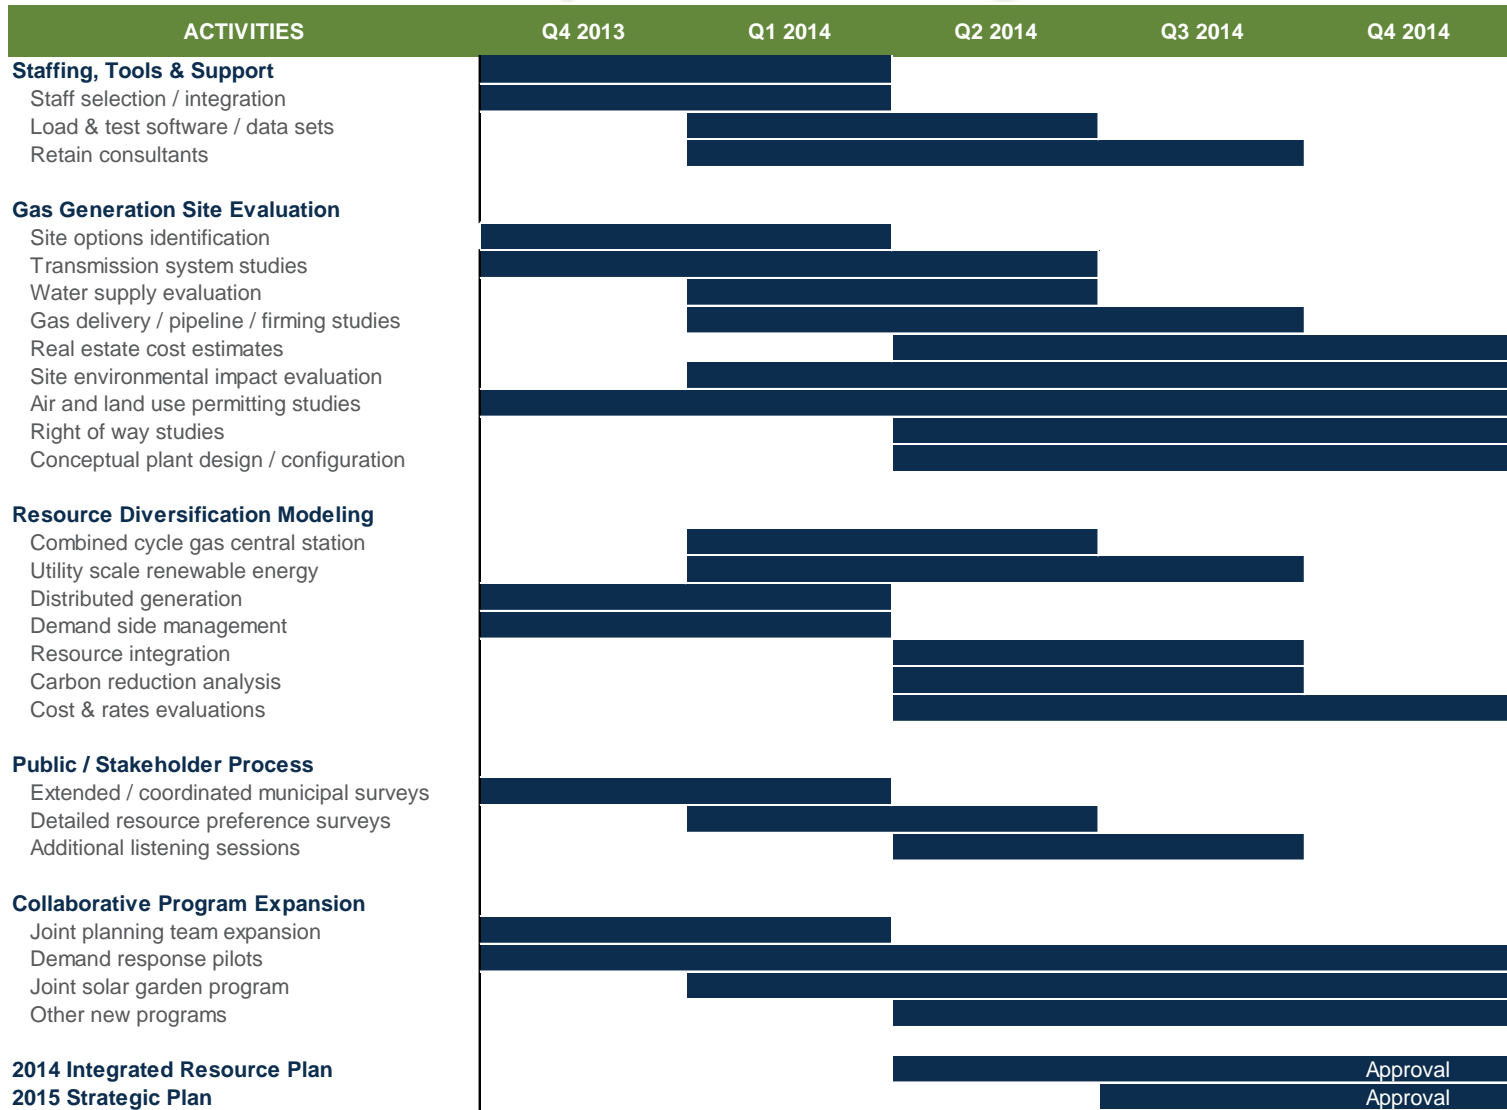 ACTIVITIES Q4 2013 Q1 2014 Q2 2014 Q3 2014 Q4 2014
Staffing, Tools & Support
Staff selection / integration
Load & test software / data sets
Retain consultants
Gas Generation Site Evaluation
Site options identification
Transmission system studies
Water supply evaluation
Gas delivery / pipeline / firming studies
Real estate cost estimates
Site environmental impact evaluation
Air and land use permitting studies
Right of way studies
Conceptual plant design / configuration
Resource Diversification Modeling
Combined cycle gas central station
Utility scale renewable energy
Distributed generation
Demand side management
Resource integration
Carbon reduction analysis
Cost & rates evaluations
Public / Stakeholder Process
Extended / coordinated municipal surveys
Detailed resource preference surveys
Additional listening sessions
Collaborative Program Expansion
Joint planning team expansion
Demand response pilots
Joint solar garden program
Other new programs
2014 Integrated Resource Plan Approval
2015 Strategic Plan Approval